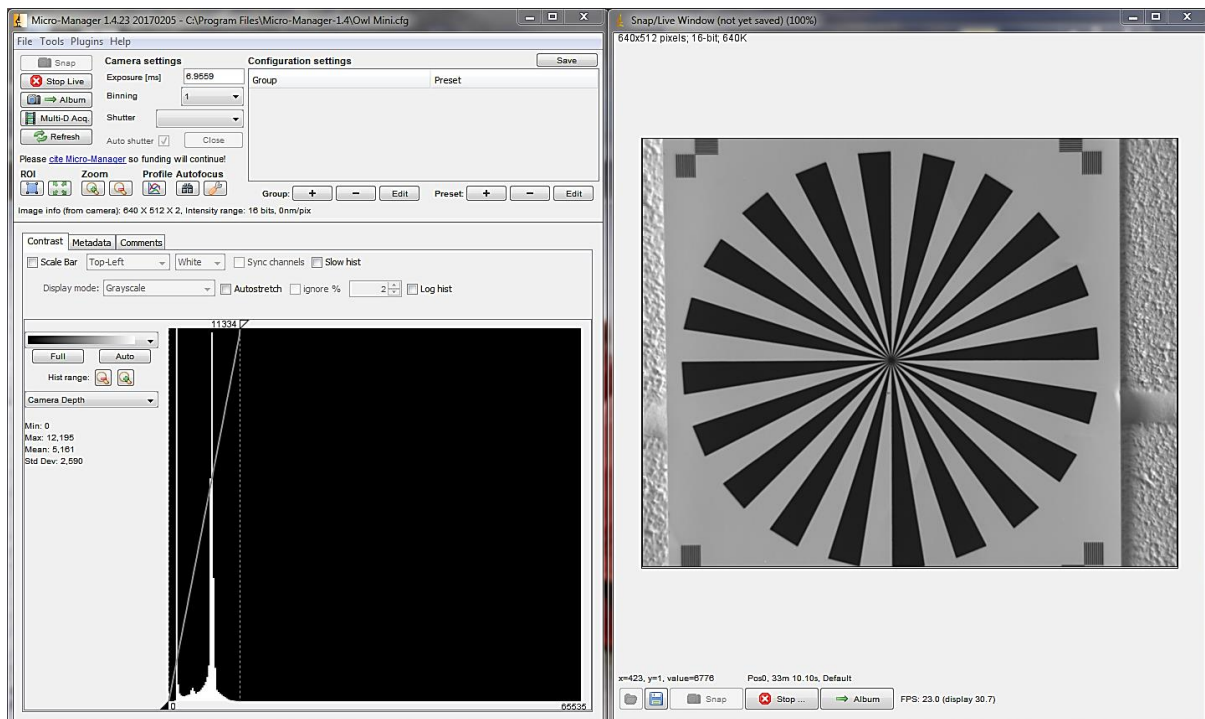 Micro-Manager 1.4.23 20170205 - C:\Program Files\Micro-Manager-1.4\Owl Mini.cfg
File Tools Plugins Help
Snap
Stop Live
Album
Multi-D Acq.
Refresh
Camera settings
Exposure [ms] 6.9559
Binning 1
Shutter
Auto shutter Close
Configuration settings Save
Group Preset
Please cite Micro-Manager so funding will continue!
ROI Zoom Profile Autofocus
Group: + − Edit Preset: + − Edit
Image info (from camera): 640 X 512 X 2, Intensity range: 16 bits, 0nm/pix
Contrast Metadata Comments
Scale Bar Top-Left White Sync channels Slow hist
Display mode: Grayscale Autostretch ignore % 2 Log hist
11334
Full Auto
Hist range:
Camera Depth
Min: 0
Max: 12,195
Mean: 5,161
Std Dev: 2,590
0 65535
Snap/Live Window (not yet saved) (100%)
640x512 pixels; 16-bit; 640K
x=423, y=1, value=6776 Pos0, 33m 10.10s, Default
Snap Stop ... Album FPS: 23.0 (display 30.7)